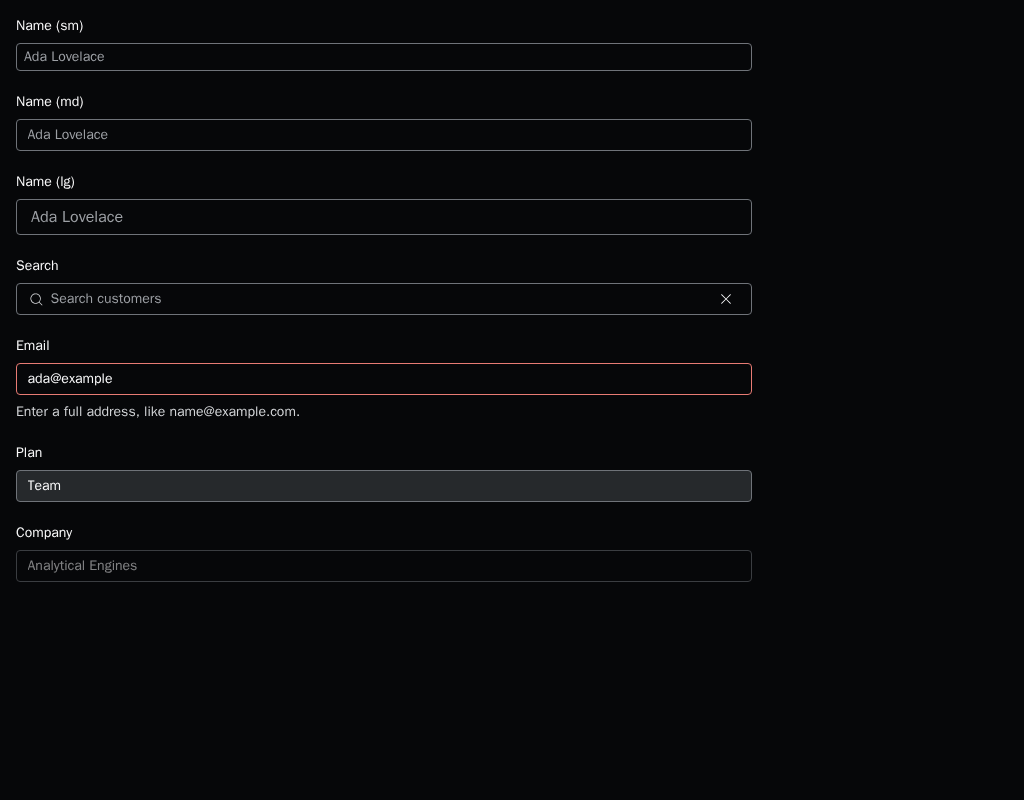 Name (sm)
Ada Lovelace
Name (md)
Ada Lovelace
Name (lg)
Ada Lovelace
Search
Search customers
Email
ada@example
Enter a full address, like name@example.com.
Plan
Team
Company
Analytical Engines